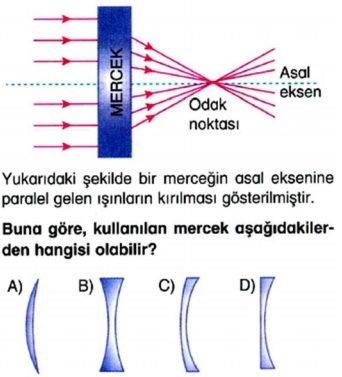 MERCEK
Asal
eksen
Odak
noktası
Yukarıdaki şekilde bir merceğin asal eksenine
paralel gelen ışınların kırılması gösterilmiştir.
Buna göre, kullanılan mercek aşağıdakiler-
den hangisi olabilir?
A) B) C) D)